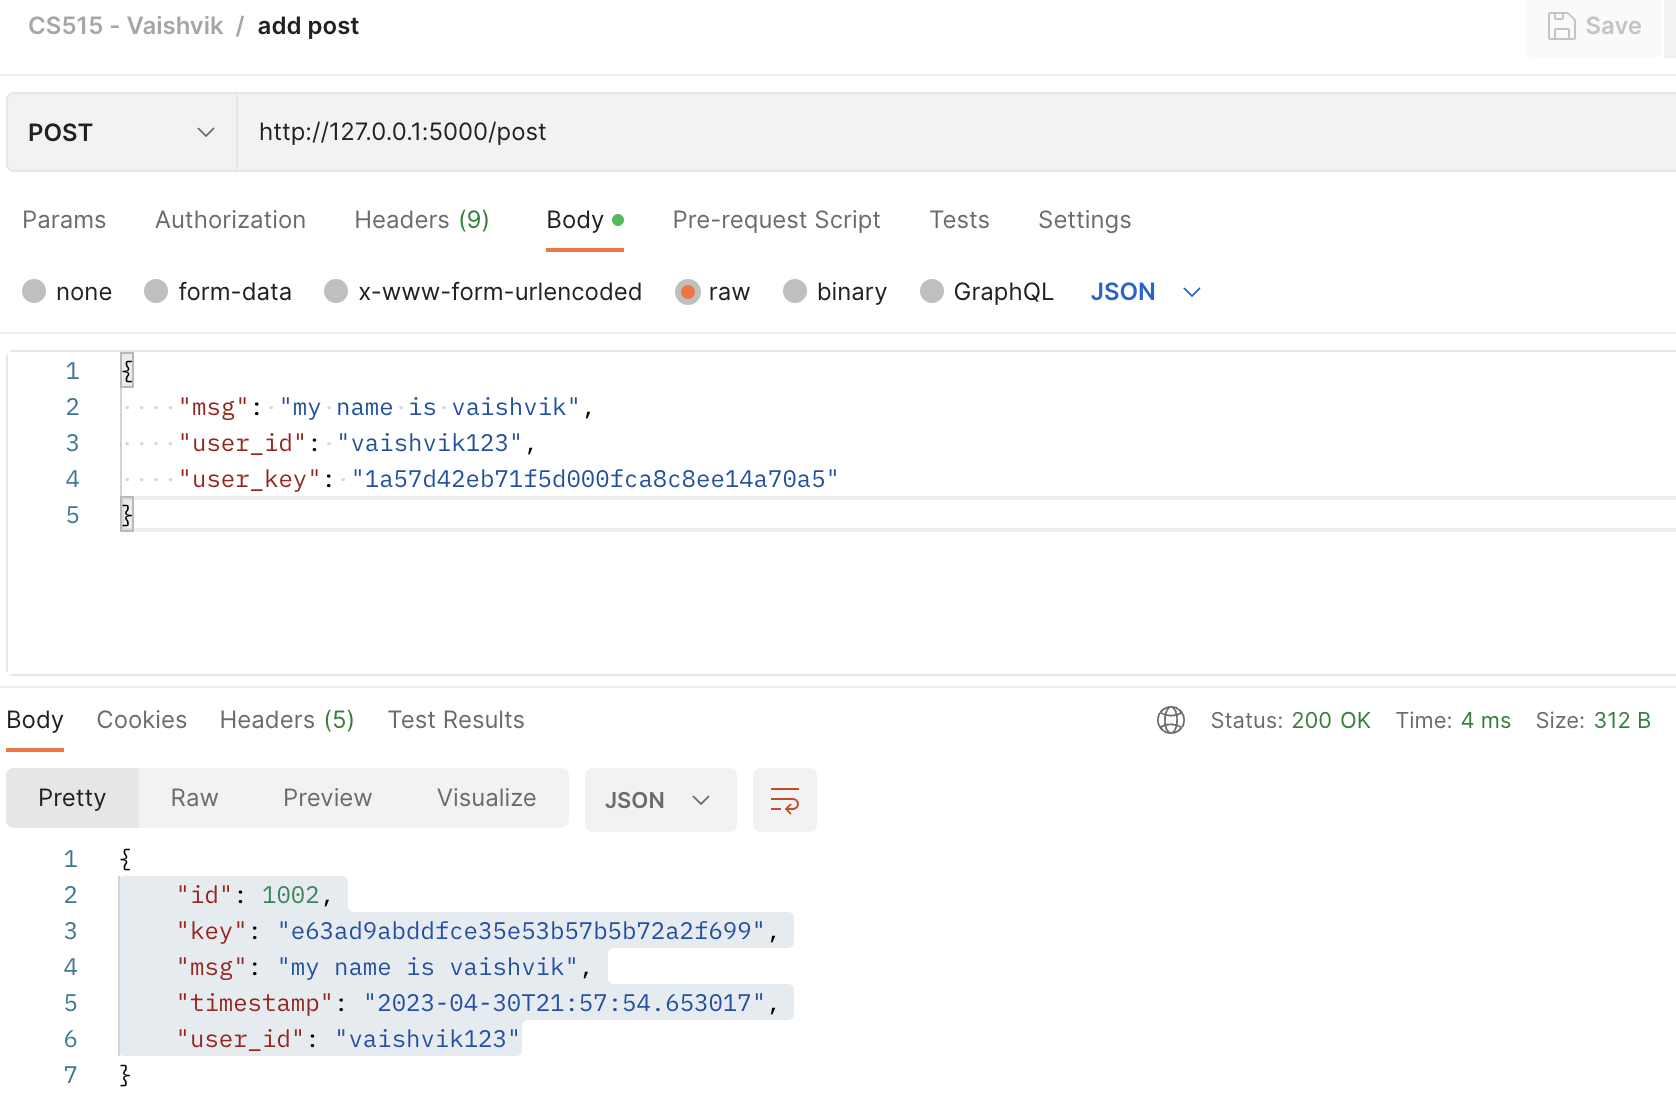 CS515 - Vaishvik / add post
Save
POST http://127.0.0.1:5000/post
Params Authorization Headers (9) Body Pre-request Script Tests Settings
none form-data x-www-form-urlencoded raw binary GraphQL JSON
1 {
2 "msg": "my name is vaishvik",
3 "user_id": "vaishvik123",
4 "user_key": "1a57d42eb71f5d000fca8c8ee14a70a5"
5 }
Body Cookies Headers (5) Test Results Status: 200 OK Time: 4 ms Size: 312 B
Pretty Raw Preview Visualize JSON
1 {
2 "id": 1002,
3 "key": "e63ad9abddfce35e53b57b5b72a2f699",
4 "msg": "my name is vaishvik",
5 "timestamp": "2023-04-30T21:57:54.653017",
6 "user_id": "vaishvik123"
7 }